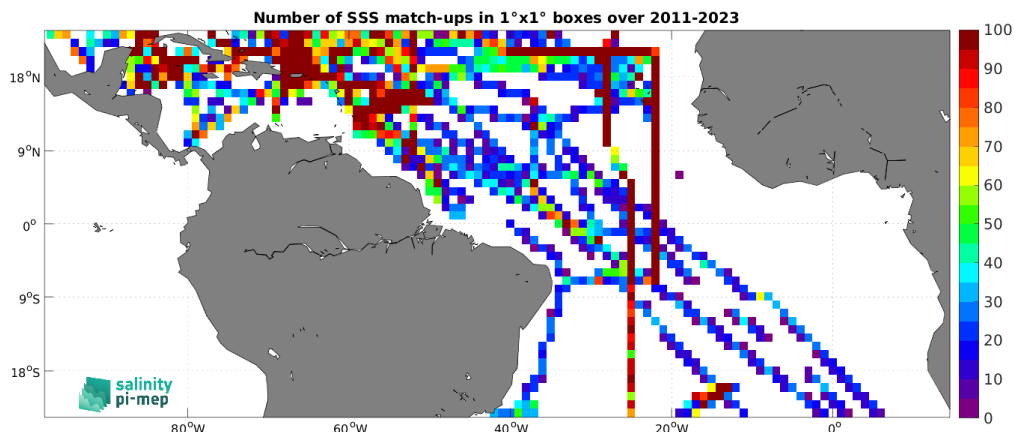 Number of SSS match-ups in 1°x1° boxes over 2011-2023
100
90
80
70
60
50
40
30
20
10
0
18°N
9°N
0°
9°S
18°S
80°W
60°W
40°W
20°W
0°
salinity
pi-mep